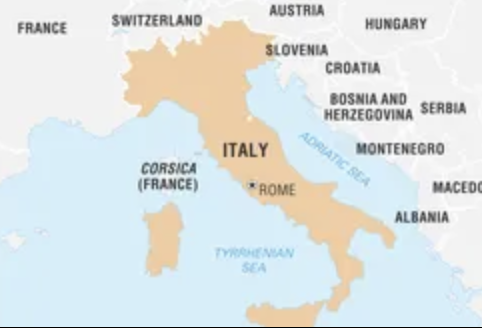 AUSTRIA
SWITZERLAND
HUNGARY
FRANCE
SLOVENIA
CROATIA
BOSNIA AND
HERZEGOVINA
SERBIA
ITALY
ADRIATIC SEA
MONTENEGRO
CORSICA
(FRANCE)
ROME
MACEDO
ALBANIA
TYRRHENIAN
SEA